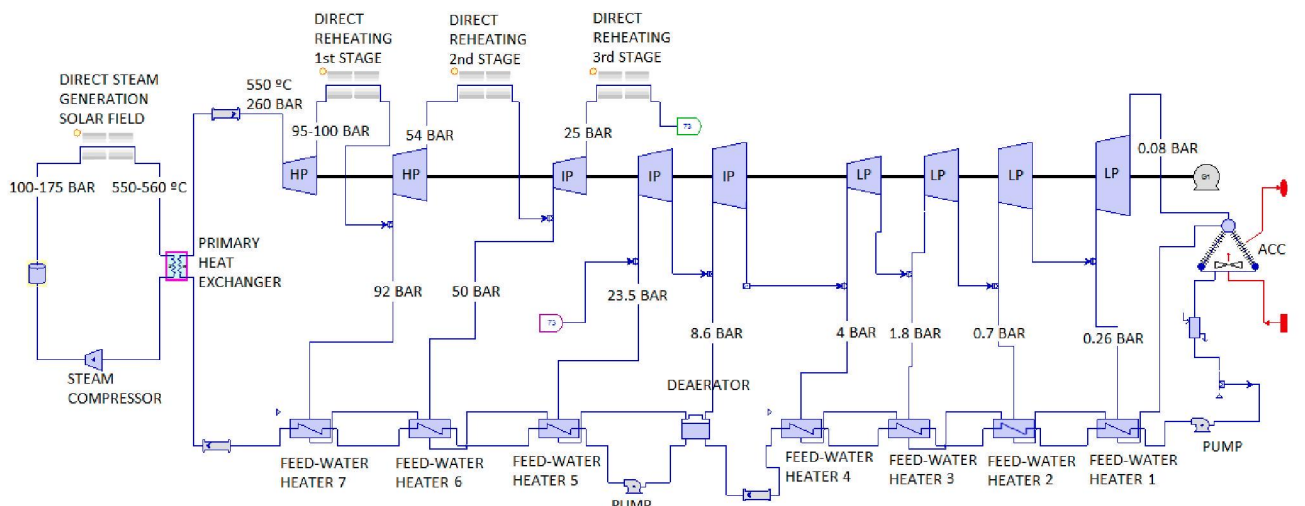 DIRECT
REHEATING
1st STAGE
DIRECT
REHEATING
2nd STAGE
DIRECT
REHEATING
3rd STAGE
DIRECT STEAM
GENERATION
SOLAR FIELD
550 ºC
260 BAR
95-100 BAR
54 BAR
25 BAR
73
0.08 BAR
100-175 BAR
550-560 ºC
HP
HP
IP
IP
IP
LP
LP
LP
LP
G1
PRIMARY
HEAT
EXCHANGER
ACC
92 BAR
50 BAR
23.5 BAR
73
8.6 BAR
4 BAR
1.8 BAR
0.7 BAR
0.26 BAR
STEAM
COMPRESSOR
DEAERATOR
FEED-WATER
HEATER 7
FEED-WATER
HEATER 6
FEED-WATER
HEATER 5
PUMP
FEED-WATER
HEATER 4
FEED-WATER
HEATER 3
FEED-WATER
HEATER 2
FEED-WATER
HEATER 1
PUMP